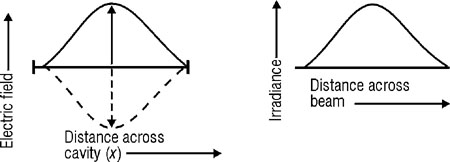 Electric field
Distance across
cavity (x)
Irradiance
Distance across
beam